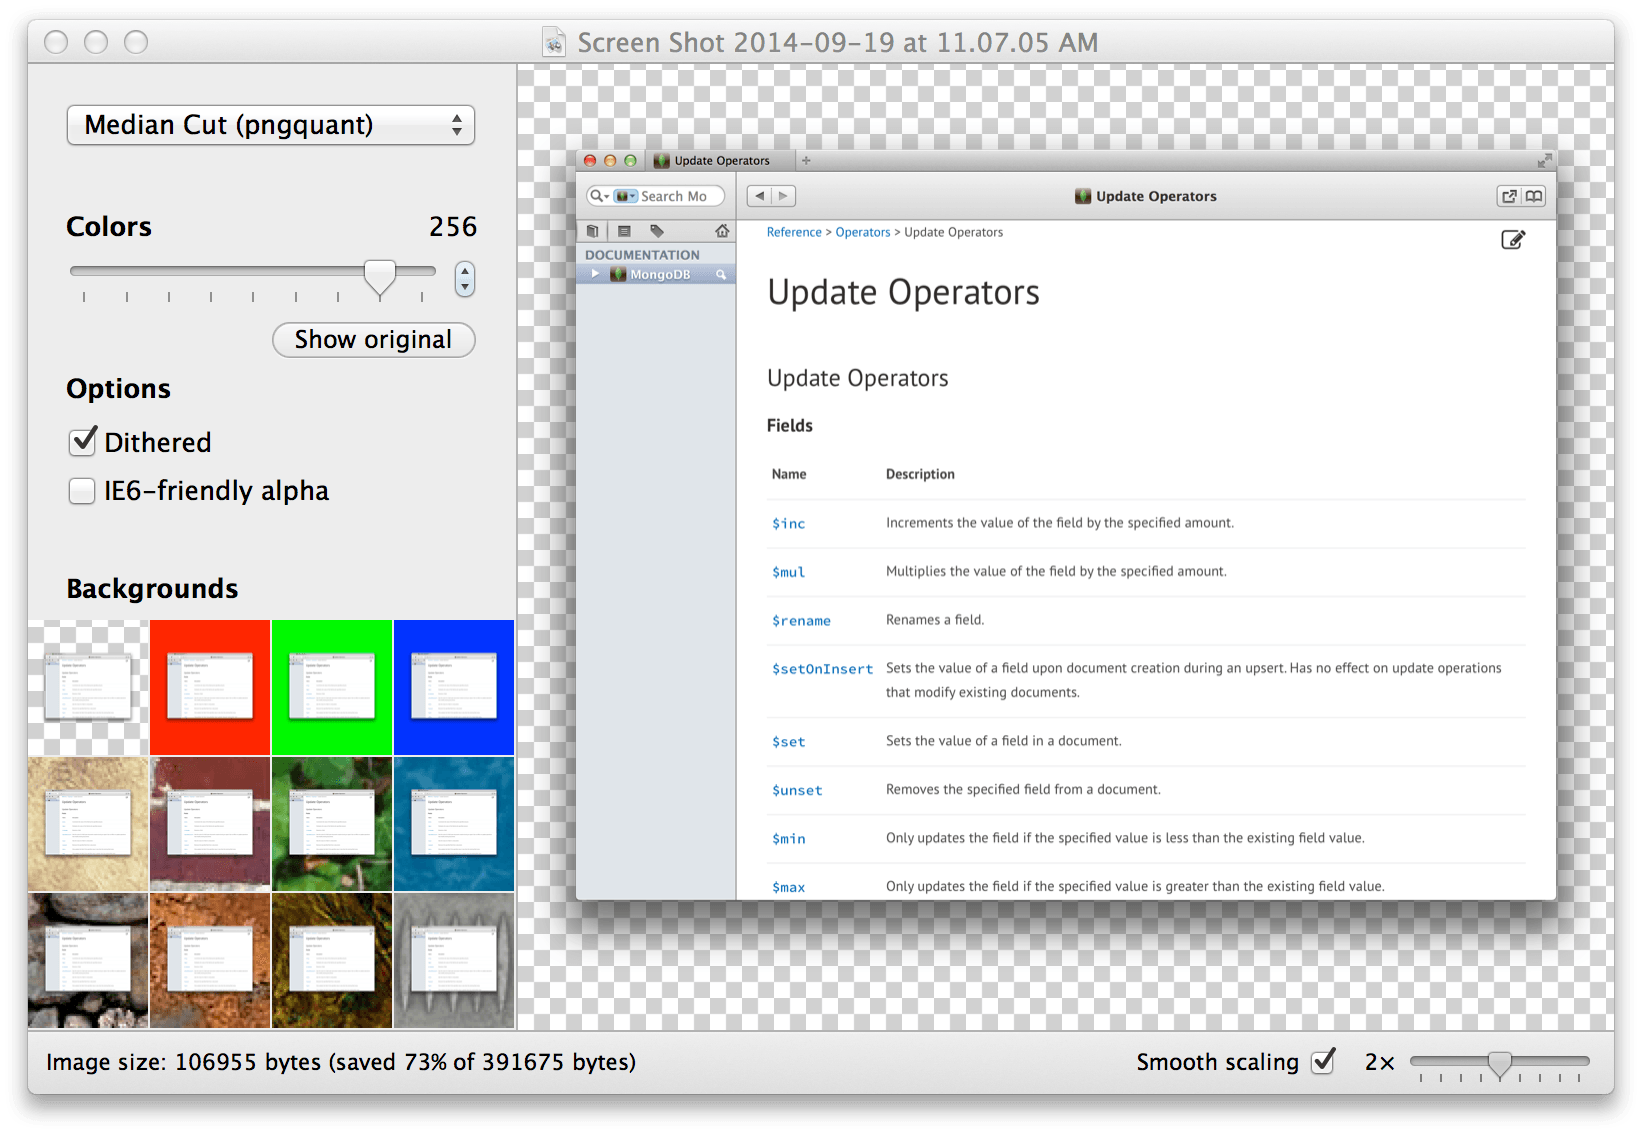 Screen Shot 2014-09-19 at 11.07.05 AM
Median Cut (pngquant)
Colors 256
Show original
Options
Dithered
IE6-friendly alpha
Backgrounds
Update Operators
Search Mo
Update Operators
DOCUMENTATION
MongoDB
Reference > Operators > Update Operators
Update Operators
Update Operators
Fields
Name Description
$inc Increments the value of the field by the specified amount.
$mul Multiplies the value of the field by the specified amount.
$rename Renames a field.
$setOnInsert Sets the value of a field upon document creation during an upsert. Has no effect on update operations
that modify existing documents.
$set Sets the value of a field in a document.
$unset Removes the specified field from a document.
$min Only updates the field if the specified value is less than the existing field value.
$max Only updates the field if the specified value is greater than the existing field value.
Image size: 106955 bytes (saved 73% of 391675 bytes)
Smooth scaling 2×